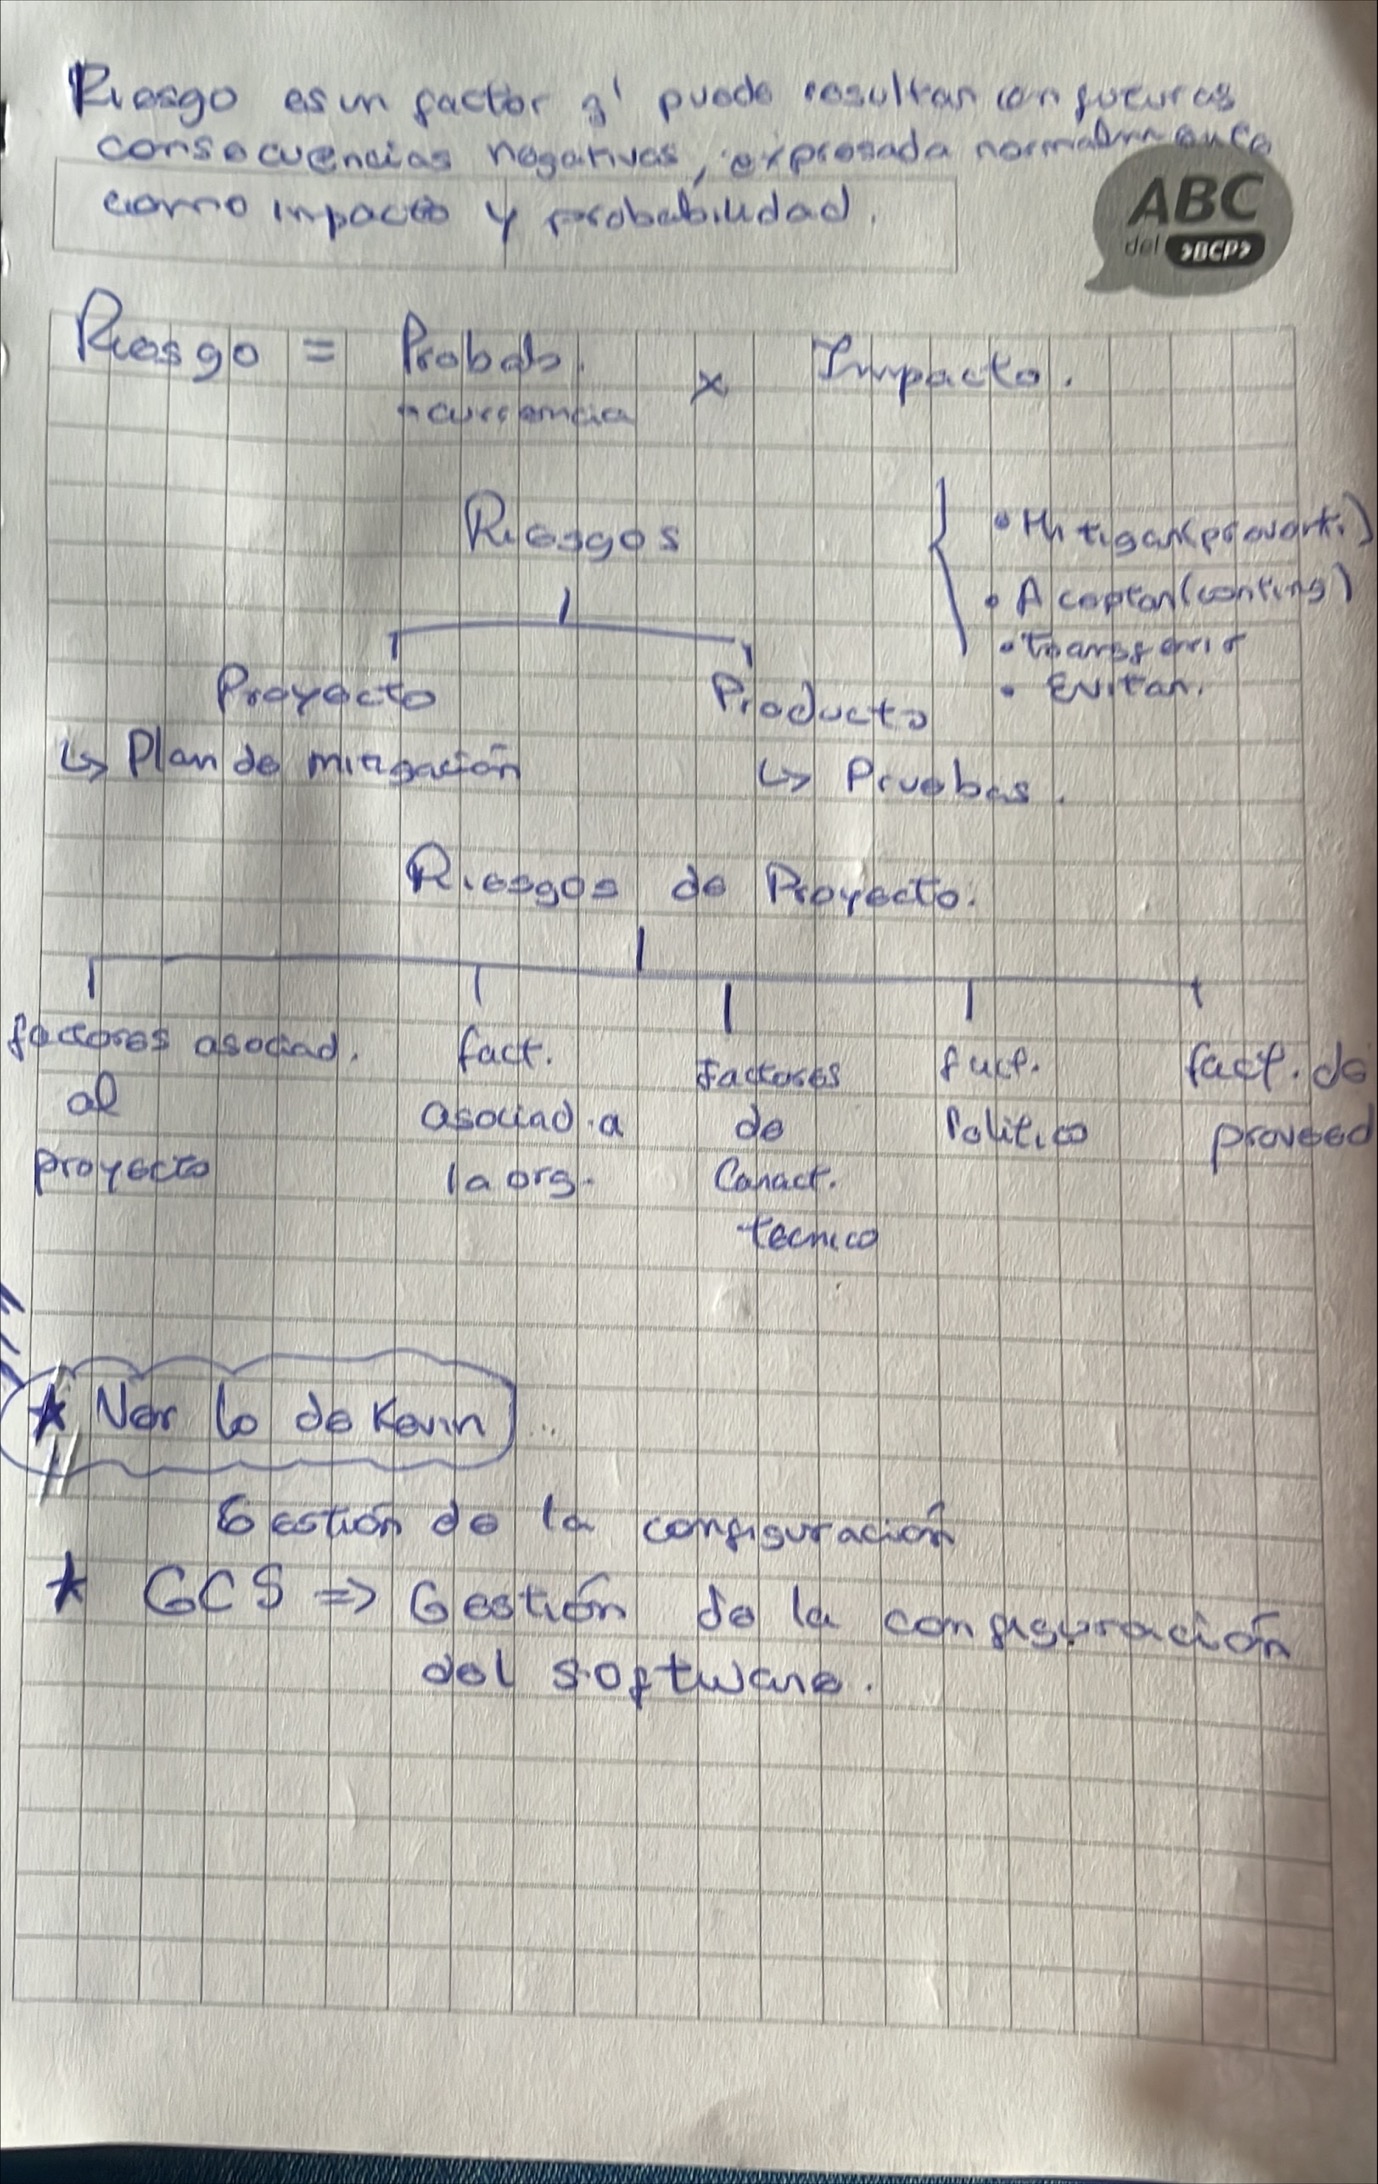 Riesgo es un factor q' puede resultar con futuras
consecuencias negativas, expresada normalmente
como impacto y probabilidad.
ABC
del >BCP>
Riesgo = Probab. x Impacto.
ocurrencia
Riesgos
• Mitigar (prevent.)
• Aceptar (conting)
• transferir
• Evitar.
Proyecto Producto
↳ Plan de mitigación ↳ Pruebas.
Riesgos de Proyecto.
factores asociad. al proyecto
fact. asociad. a la org.
Factores de Caract. tecnico
fact. Politico
fact. de proveed
★ Ver lo de Kevin
Gestión de la configuración
★ GCS => Gestión de la configuración
del software.